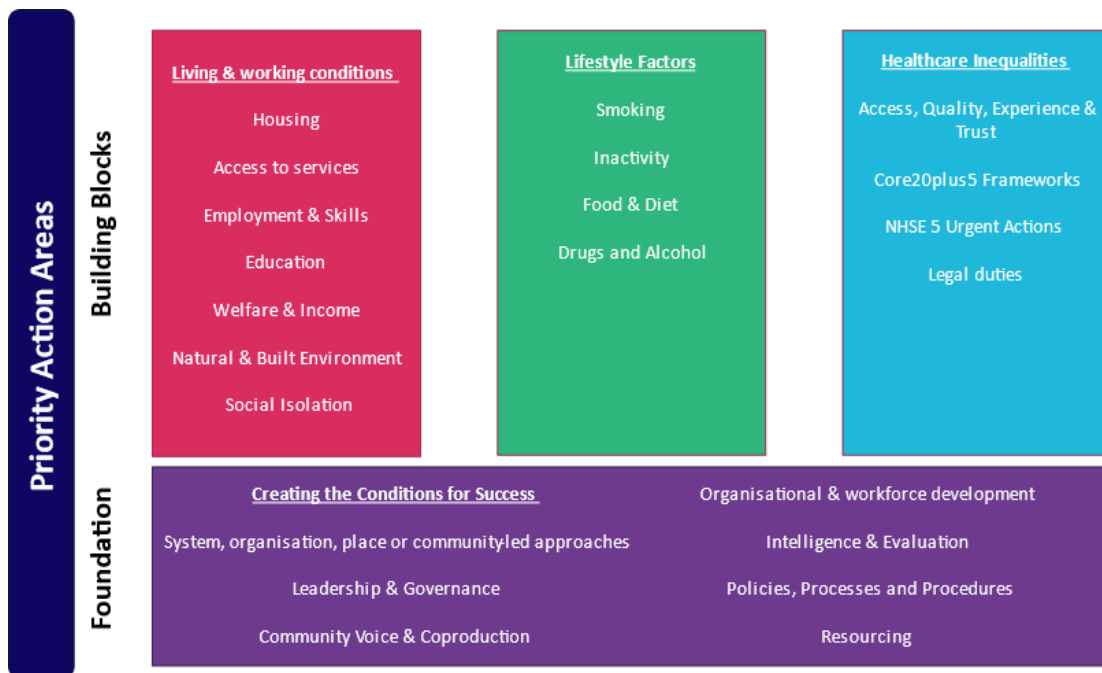 Priority Action Areas
Building Blocks
Living & working conditions
Housing
Access to services
Employment & Skills
Education
Welfare & Income
Natural & Built Environment
Social Isolation
Lifestyle Factors
Smoking
Inactivity
Food & Diet
Drugs and Alcohol
Healthcare Inequalities
Access, Quality, Experience &
Trust
Core20plus5 Frameworks
NHSE 5 Urgent Actions
Legal duties
Foundation
Creating the Conditions for Success
System, organisation, place or community-led approaches
Leadership & Governance
Community Voice & Coproduction
Organisational & workforce development
Intelligence & Evaluation
Policies, Processes and Procedures
Resourcing